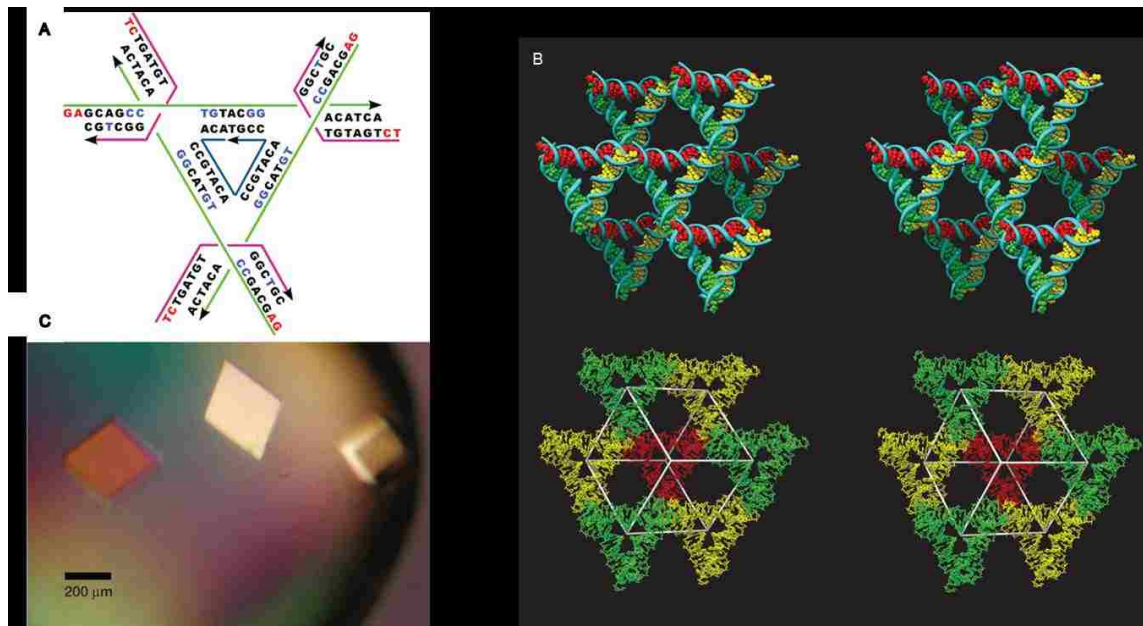 A
TCTGATGT
ACTACA
GGCTGC
CCGACGAG
GAGCAGCC
CGTCGG
TGTACGG
ACATGCC
ACATCA
TGTAGTCT
CCGTACA
GGCATGT
CCGTACA
GGCATGT
TCTGATGT
ACTACA
GGCTGC
CCGACGAG
B
C
200 μm